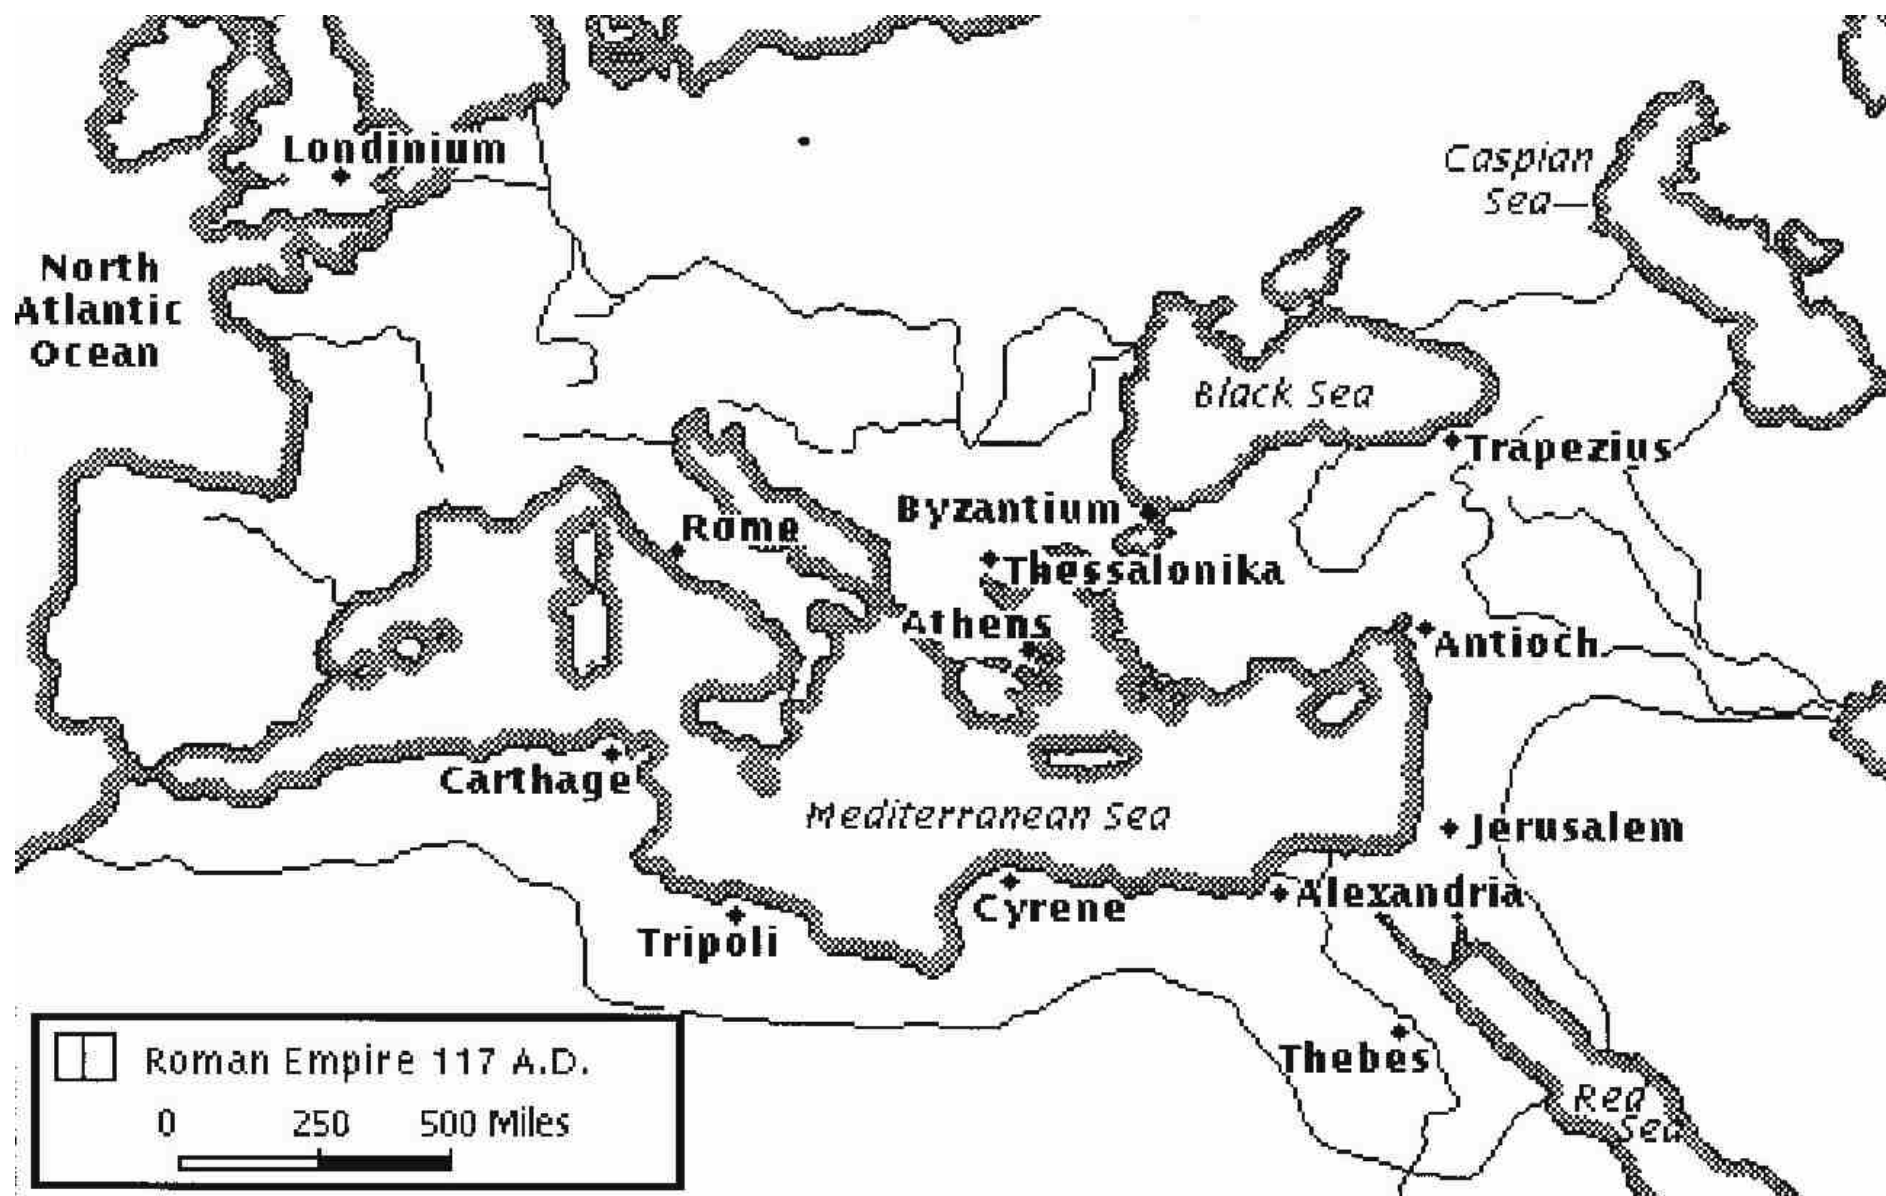 Londinium
Caspian
Sea
North
Atlantic
Ocean
Black Sea
Trapezius
Byzantium
Rome
Thessalonika
Athens
Antioch
Carthage
Mediterranean Sea
Jerusalem
Alexandria
Cyrene
Tripoli
Thebes
Red
Sea
Roman Empire 117 A.D.
0 250 500 Miles